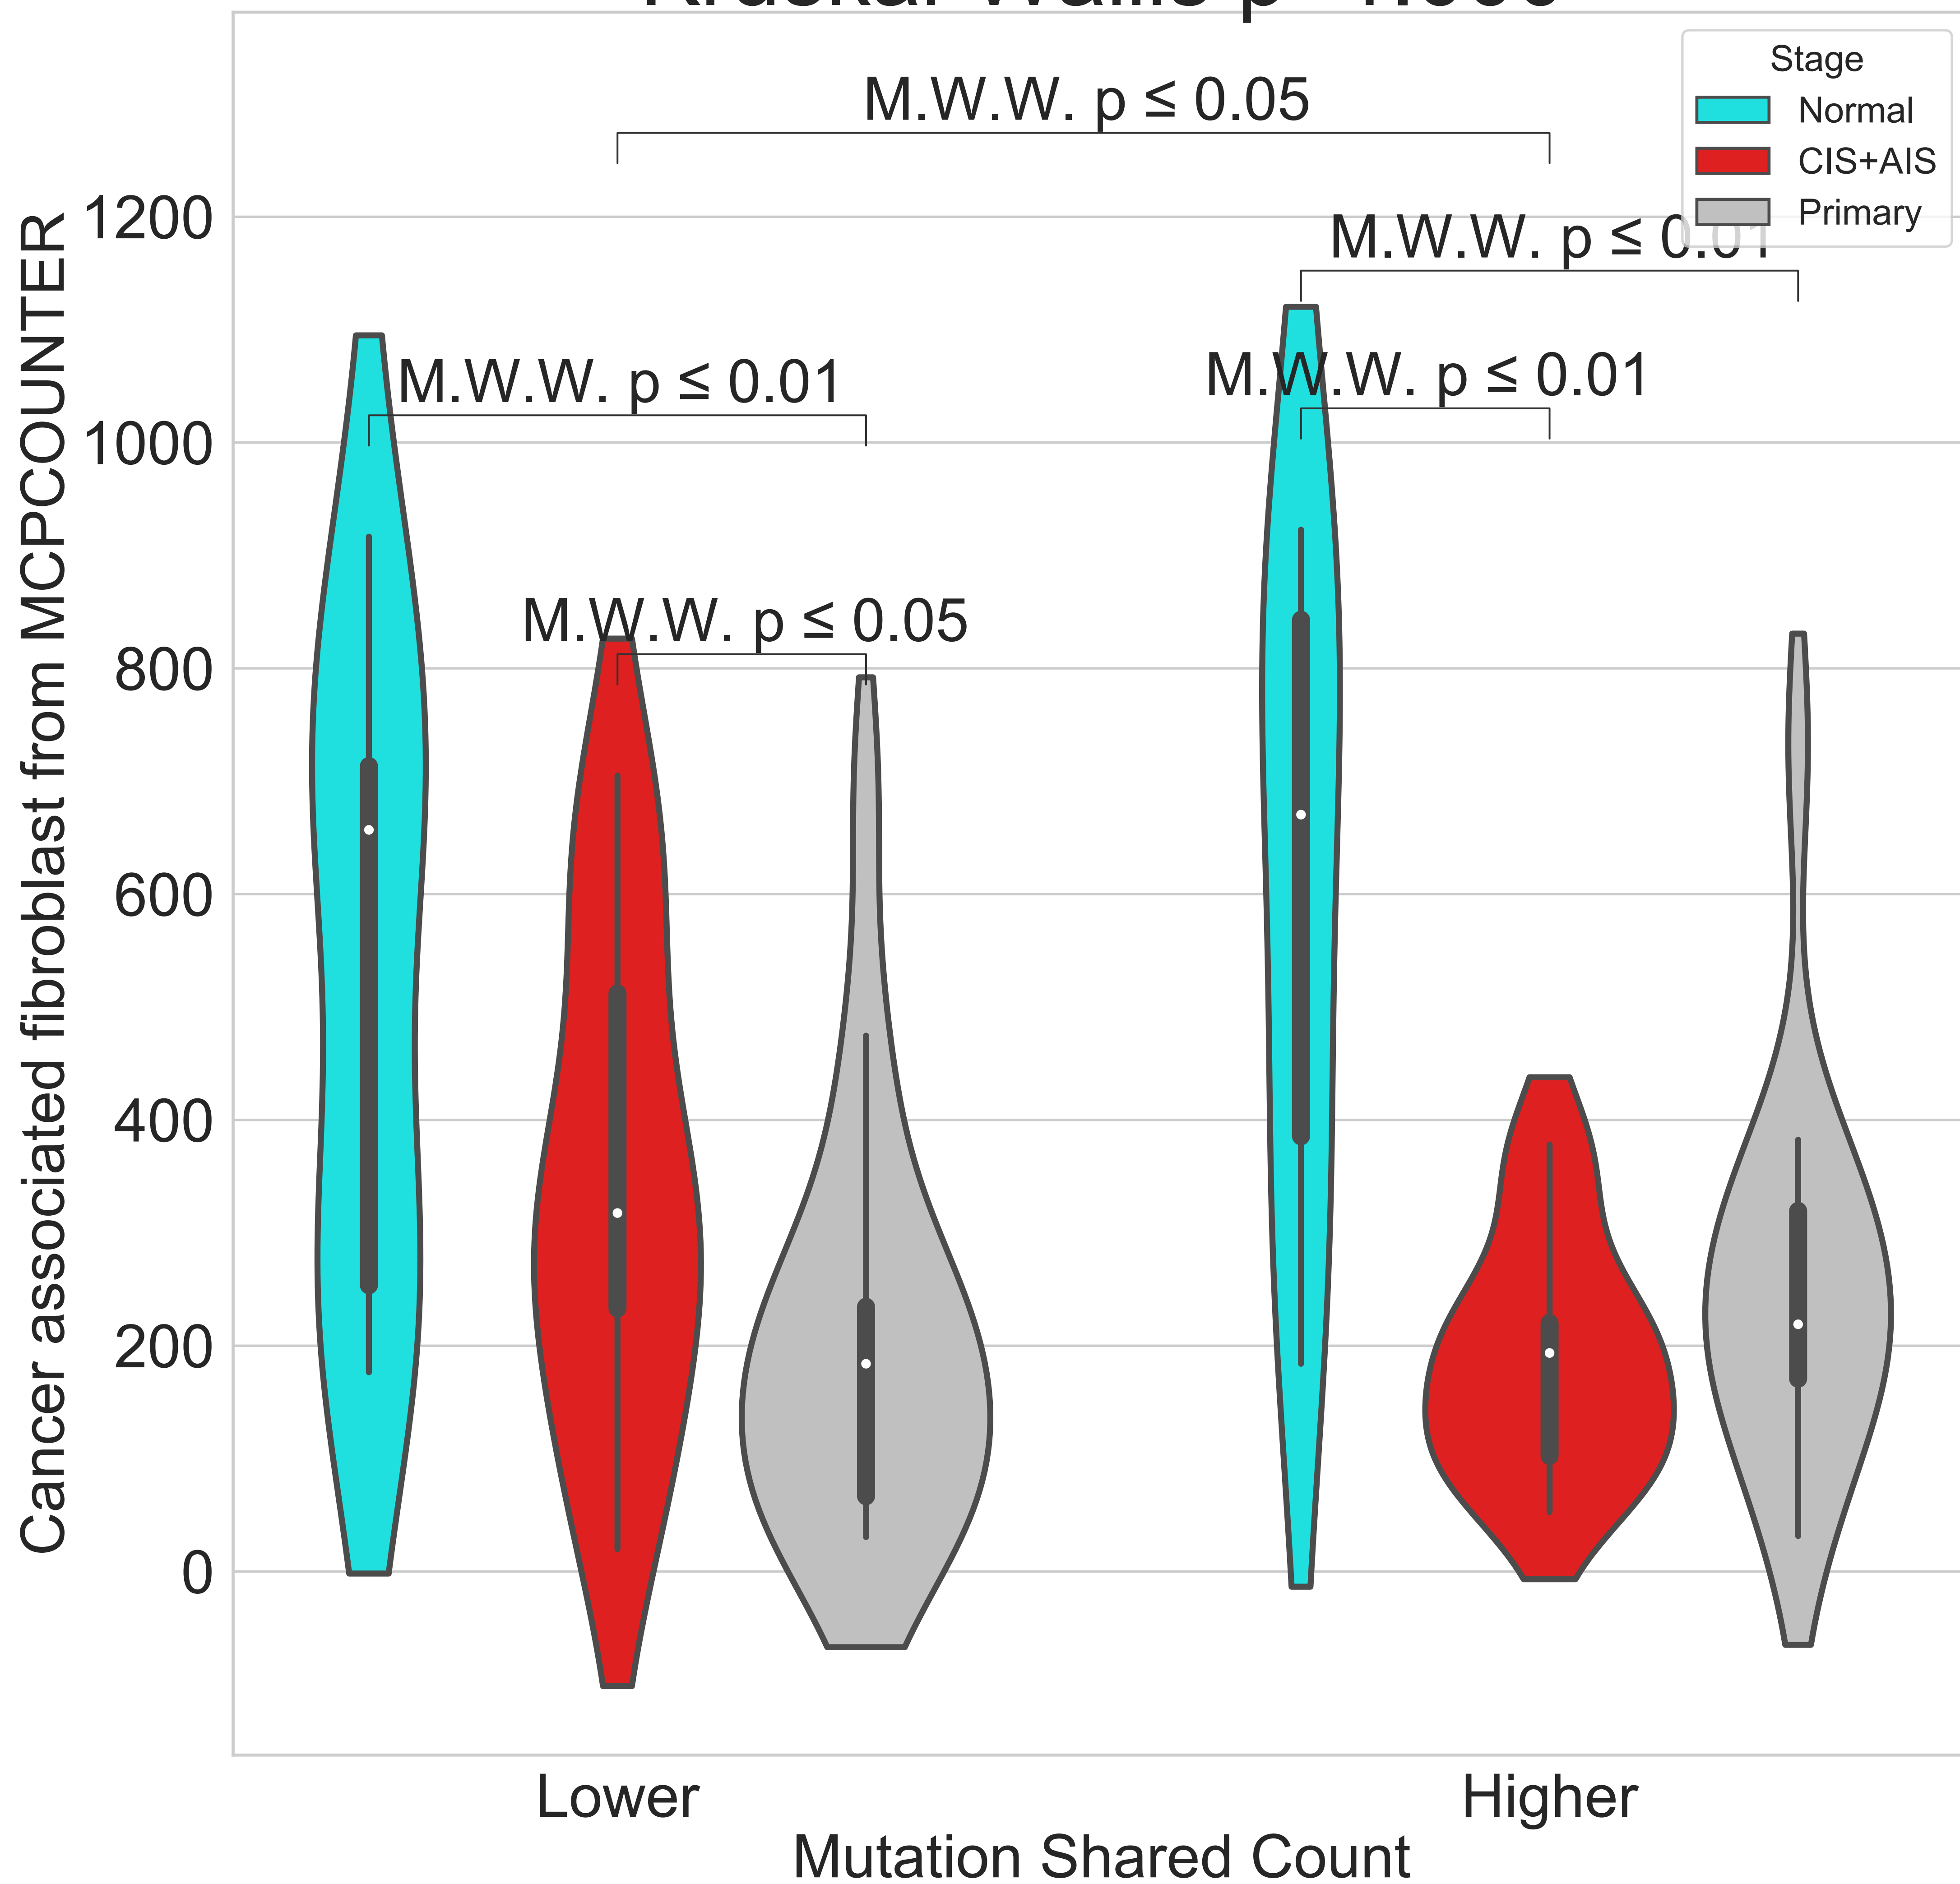 M.W.W. p ≤ 0.05
Stage
Normal
CIS+AIS
Primary
M.W.W. p ≤ 0.01
M.W.W. p ≤ 0.01
M.W.W. p ≤ 0.01
M.W.W. p ≤ 0.05
Cancer associated fibroblast from MCPCOUNTER
1200
1000
800
600
400
200
0
Lower
Higher
Mutation Shared Count